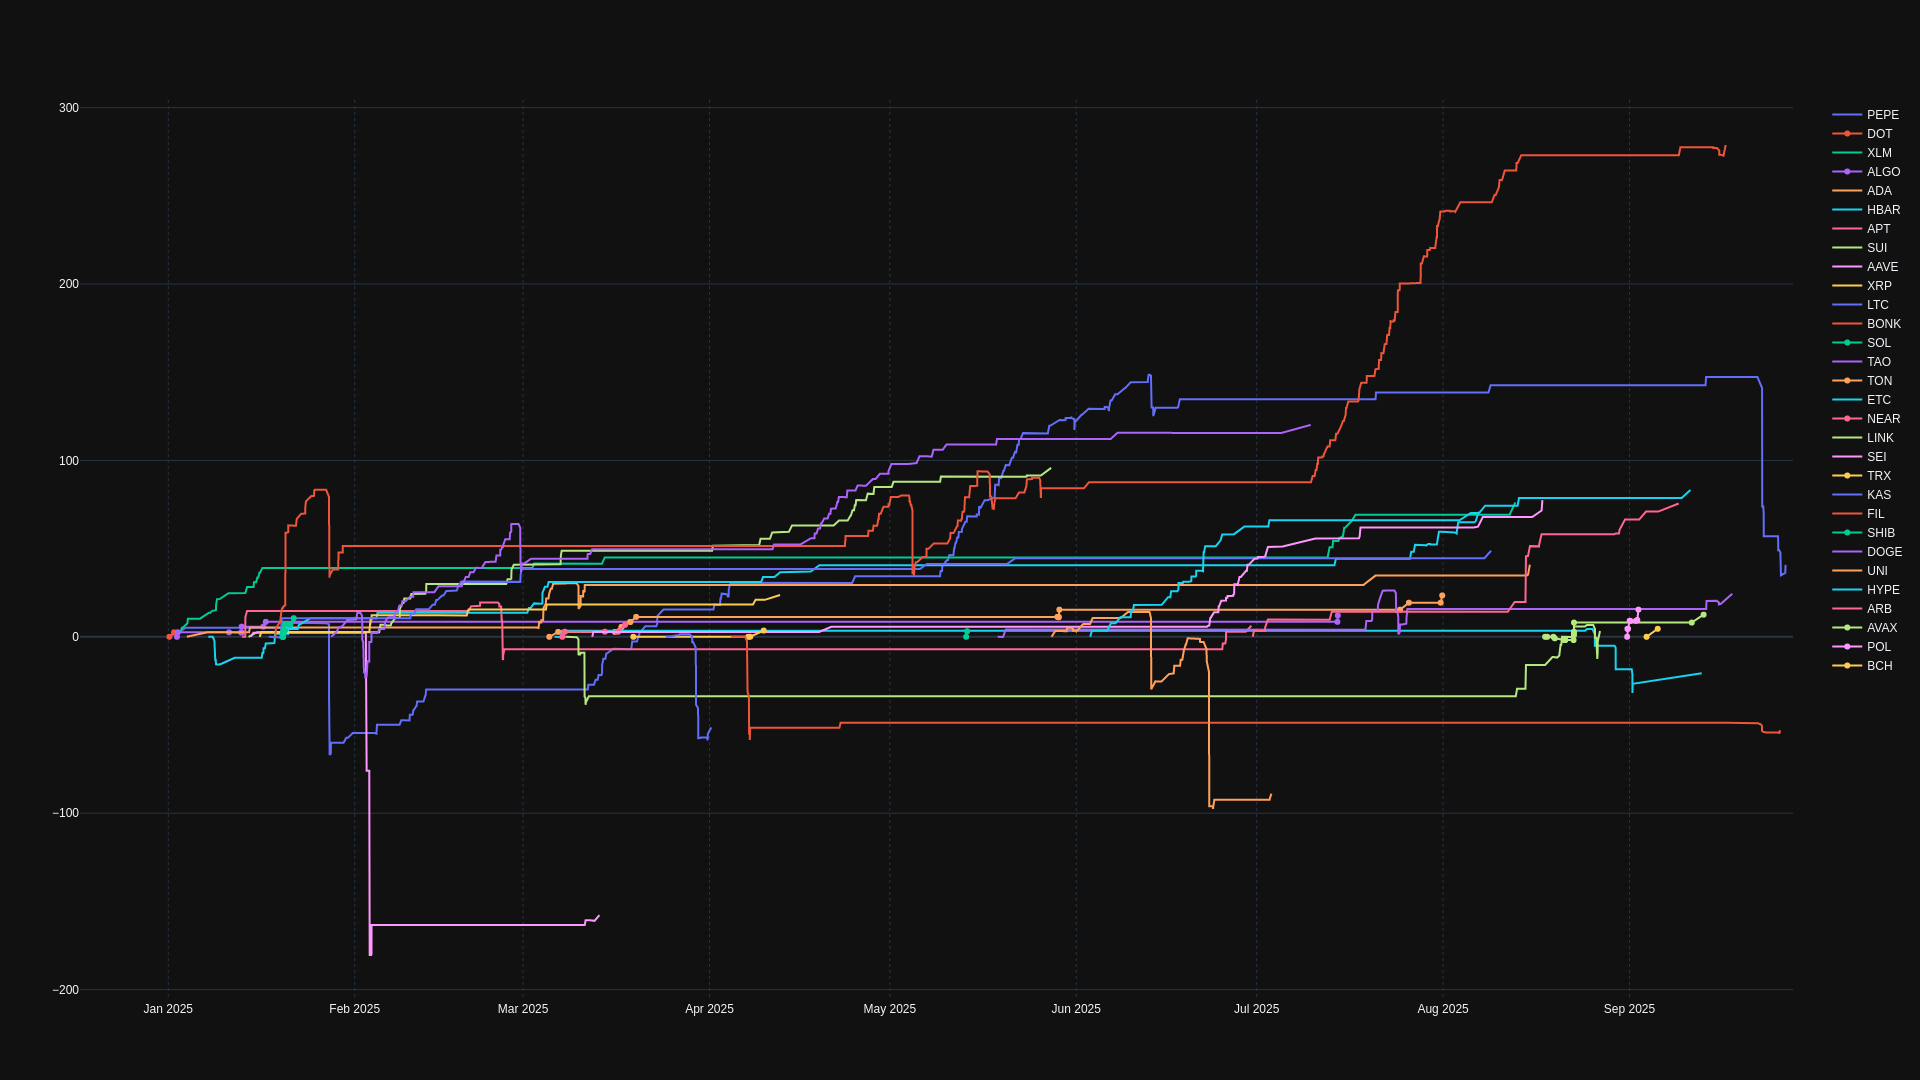 300
200
100
0
−100
−200
Jan 2025
Feb 2025
Mar 2025
Apr 2025
May 2025
Jun 2025
Jul 2025
Aug 2025
Sep 2025
PEPE
DOT
XLM
ALGO
ADA
HBAR
APT
SUI
AAVE
XRP
LTC
BONK
SOL
TAO
TON
ETC
NEAR
LINK
SEI
TRX
KAS
FIL
SHIB
DOGE
UNI
HYPE
ARB
AVAX
POL
BCH